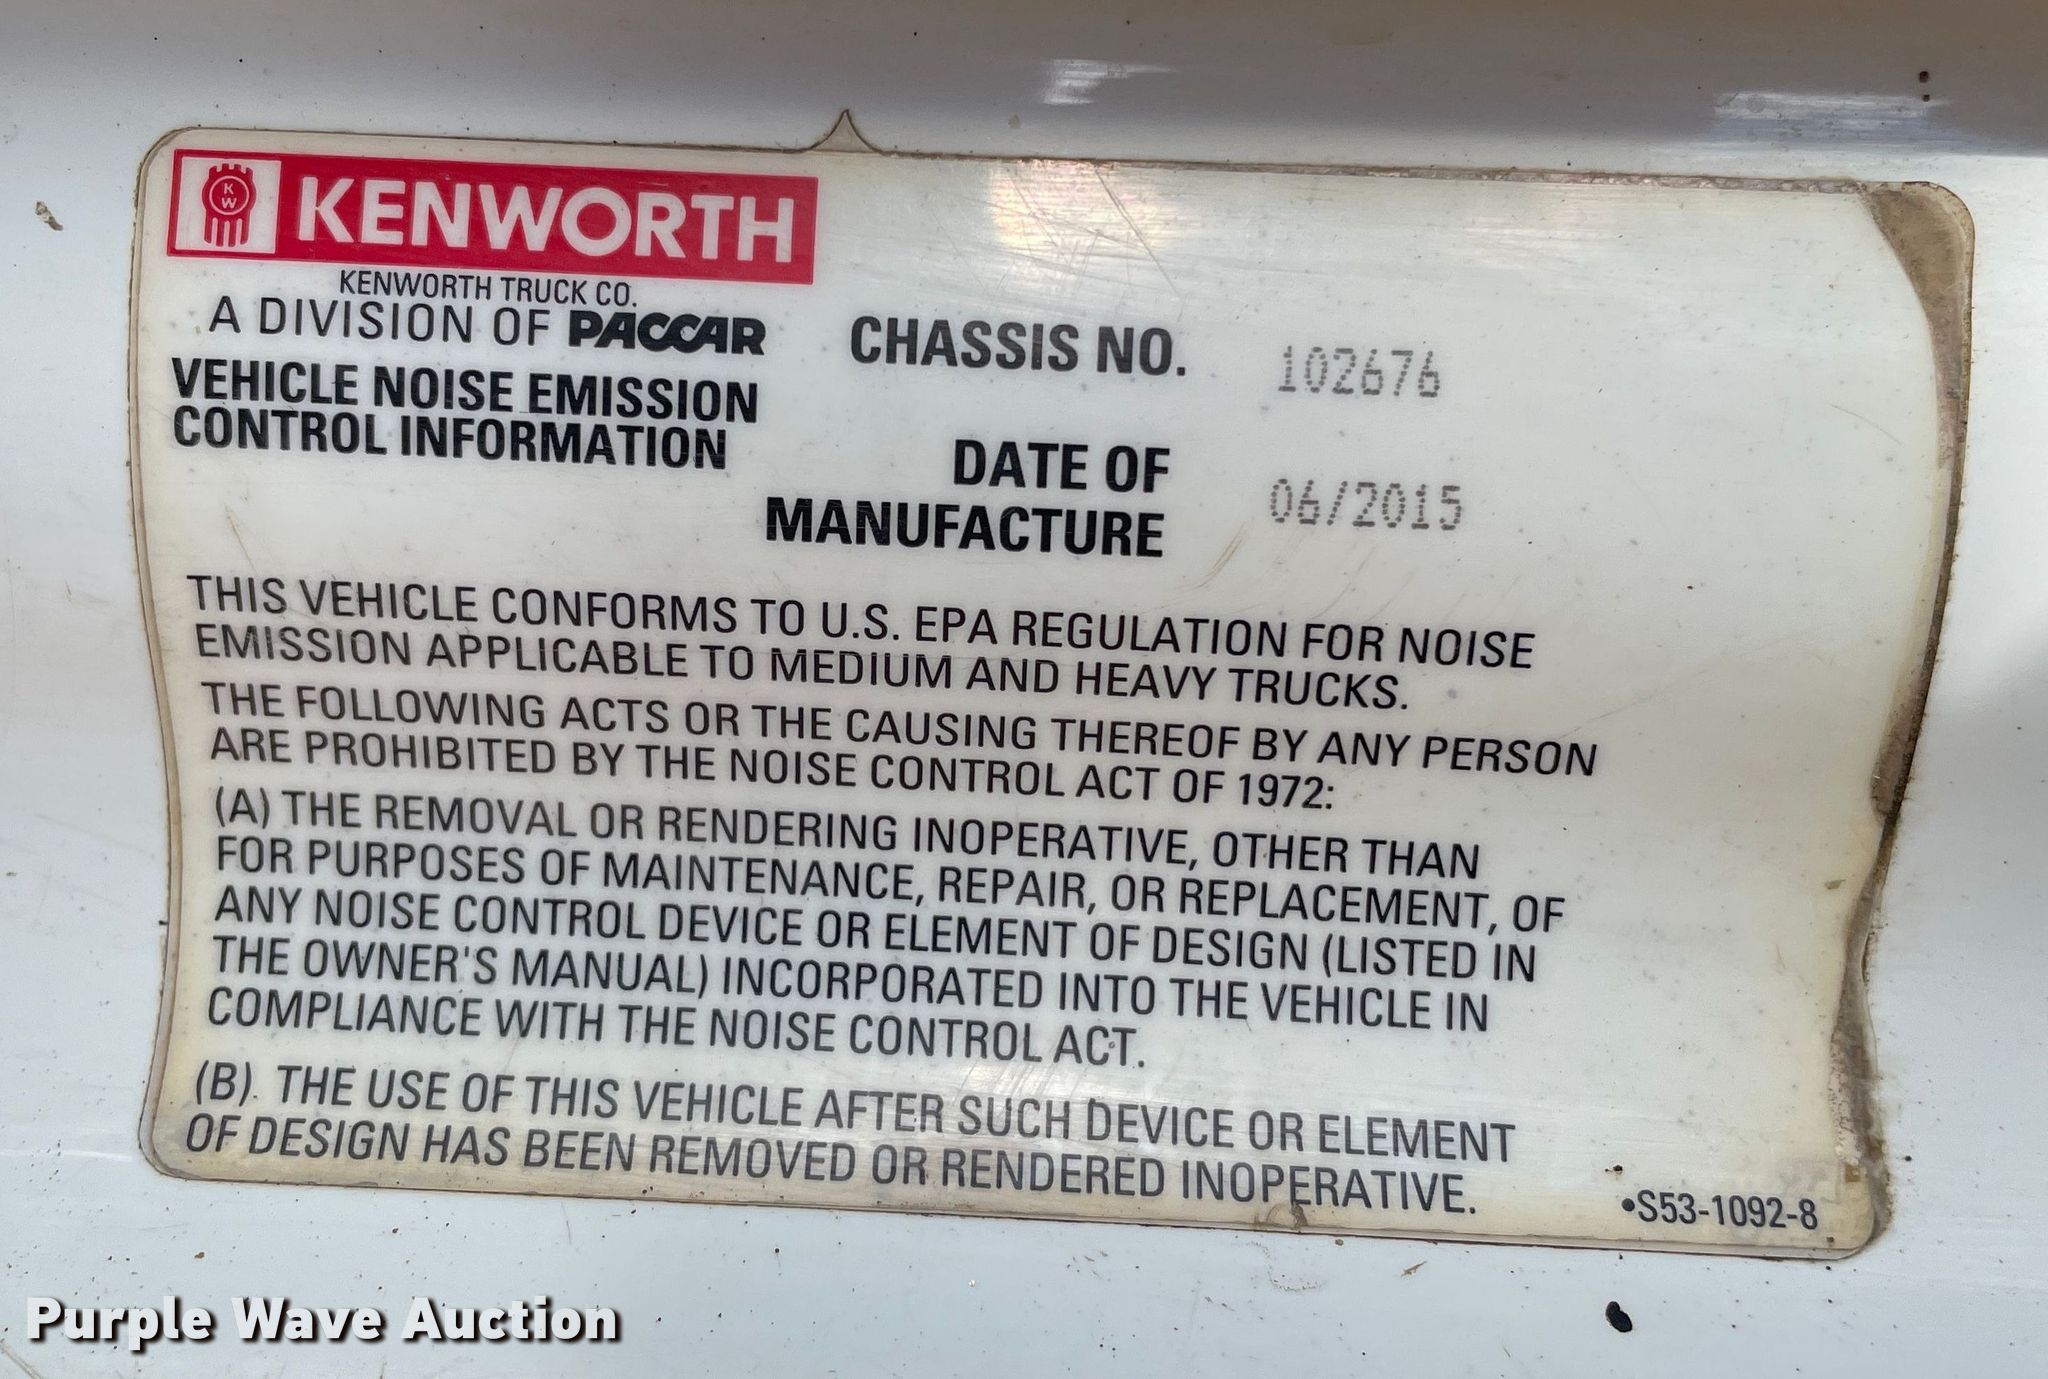 K
W
KENWORTH
KENWORTH TRUCK CO.
A DIVISION OF PACCAR
VEHICLE NOISE EMISSION
CONTROL INFORMATION
CHASSIS NO. 102676
DATE OF
MANUFACTURE 06/2015
THIS VEHICLE CONFORMS TO U.S. EPA REGULATION FOR NOISE
EMISSION APPLICABLE TO MEDIUM AND HEAVY TRUCKS.
THE FOLLOWING ACTS OR THE CAUSING THEREOF BY ANY PERSON
ARE PROHIBITED BY THE NOISE CONTROL ACT OF 1972:
(A) THE REMOVAL OR RENDERING INOPERATIVE, OTHER THAN
FOR PURPOSES OF MAINTENANCE, REPAIR, OR REPLACEMENT, OF
ANY NOISE CONTROL DEVICE OR ELEMENT OF DESIGN (LISTED IN
THE OWNER'S MANUAL) INCORPORATED INTO THE VEHICLE IN
COMPLIANCE WITH THE NOISE CONTROL ACT.
(B). THE USE OF THIS VEHICLE AFTER SUCH DEVICE OR ELEMENT
OF DESIGN HAS BEEN REMOVED OR RENDERED INOPERATIVE.
•S53-1092-8
Purple Wave Auction